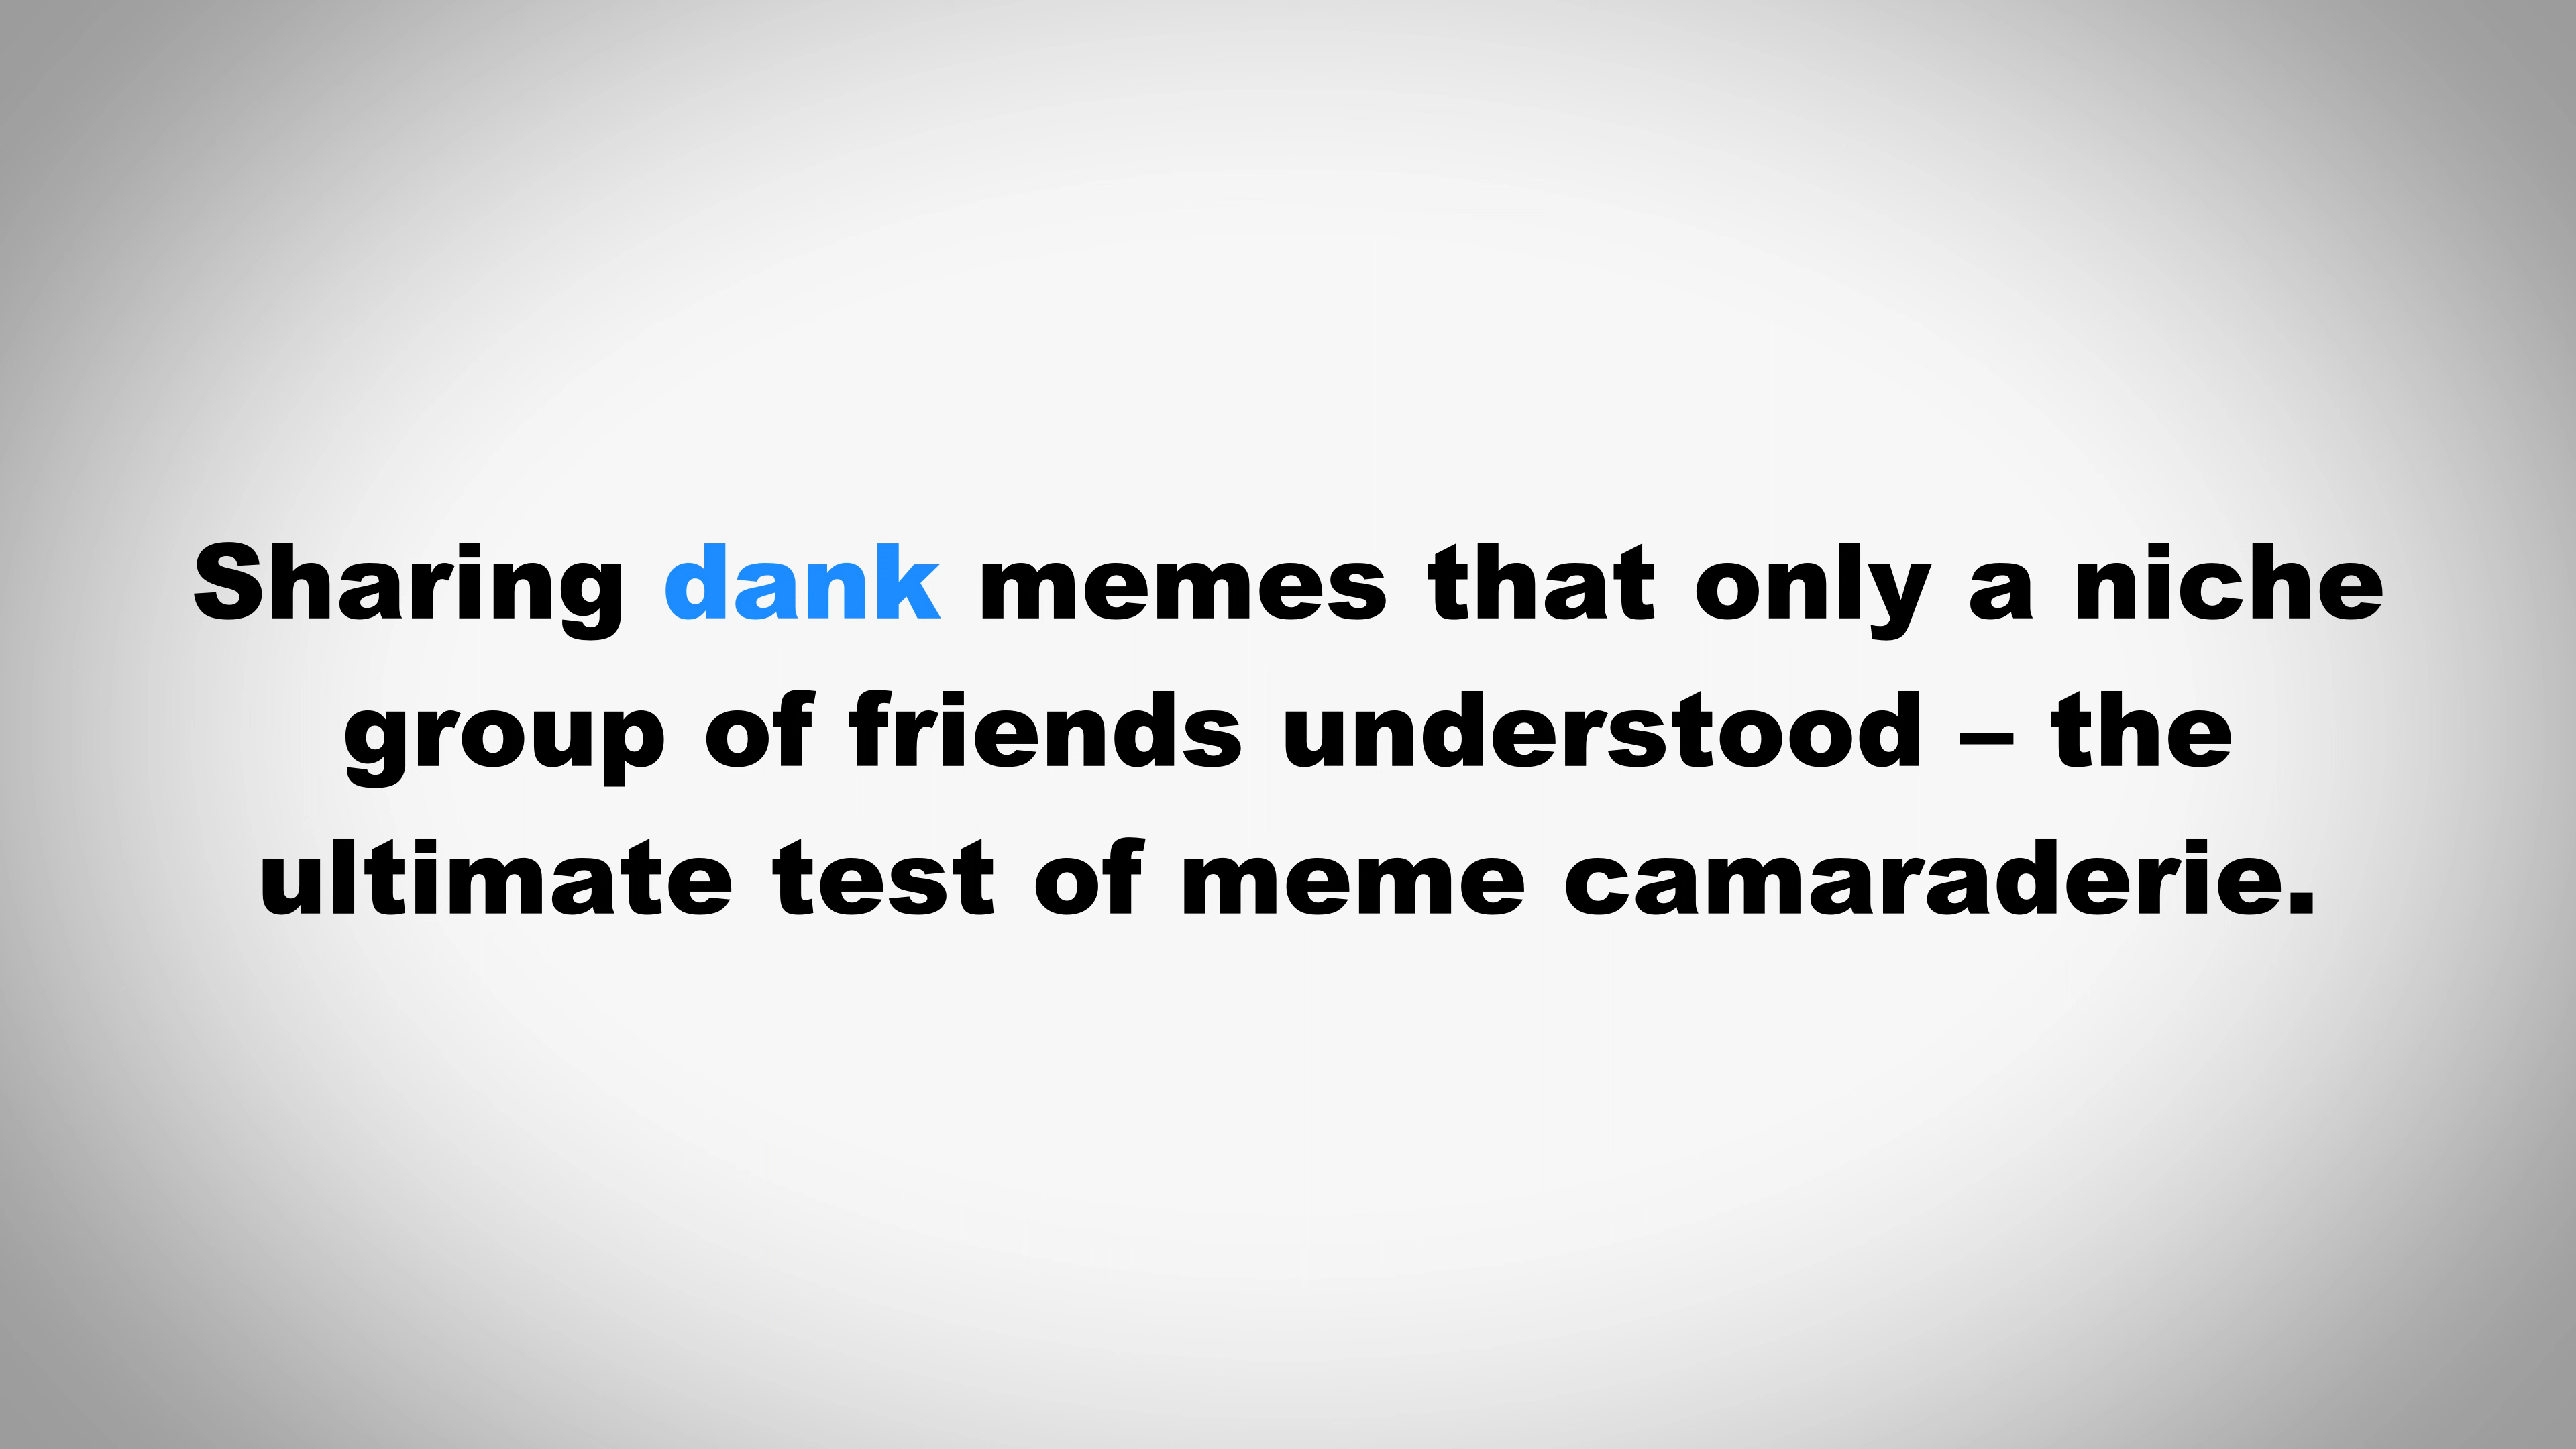 Sharing dank memes that only a niche
group of friends understood – the
ultimate test of meme camaraderie.